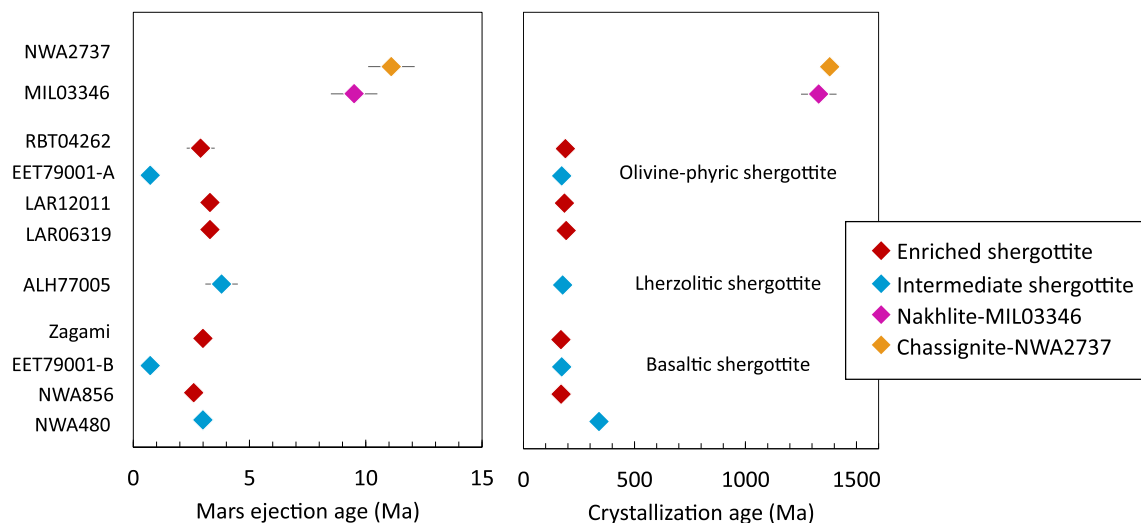 NWA2737
MIL03346
RBT04262
EET79001-A
LAR12011
LAR06319
ALH77005
Zagami
EET79001-B
NWA856
NWA480
0
5
10
15
Mars ejection age (Ma)
Olivine-phyric shergottite
Lherzolitic shergottite
Basaltic shergottite
0
500
1000
1500
Crystallization age (Ma)
Enriched shergottite
Intermediate shergottite
Nakhlite-MIL03346
Chassignite-NWA2737